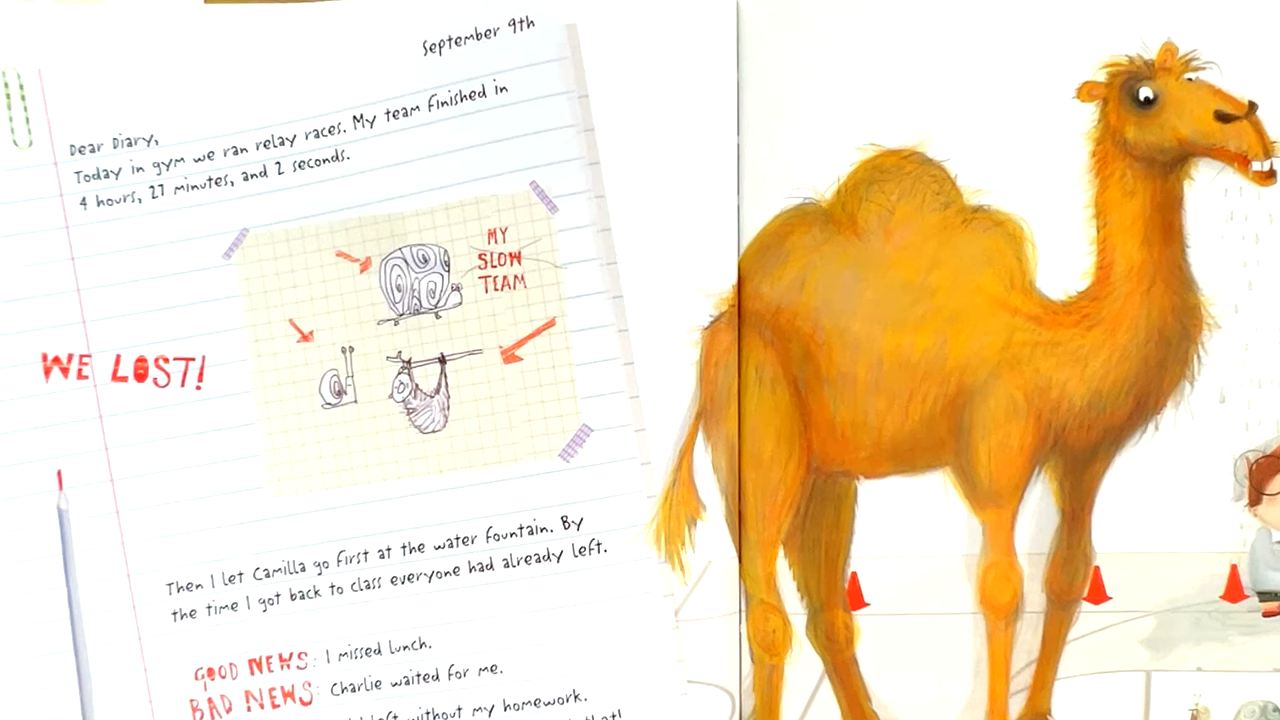 September 9th
Dear Diary,
Today in gym we ran relay races. My team finished in
4 hours, 27 minutes, and 2 seconds.
MY
SLOW
TEAM
WE LOST!
Then I let Camilla go first at the water fountain. By
the time I got back to class everyone had already left.
GOOD NEWS: I missed lunch.
BAD NEWS: Charlie waited for me.
without my homework.